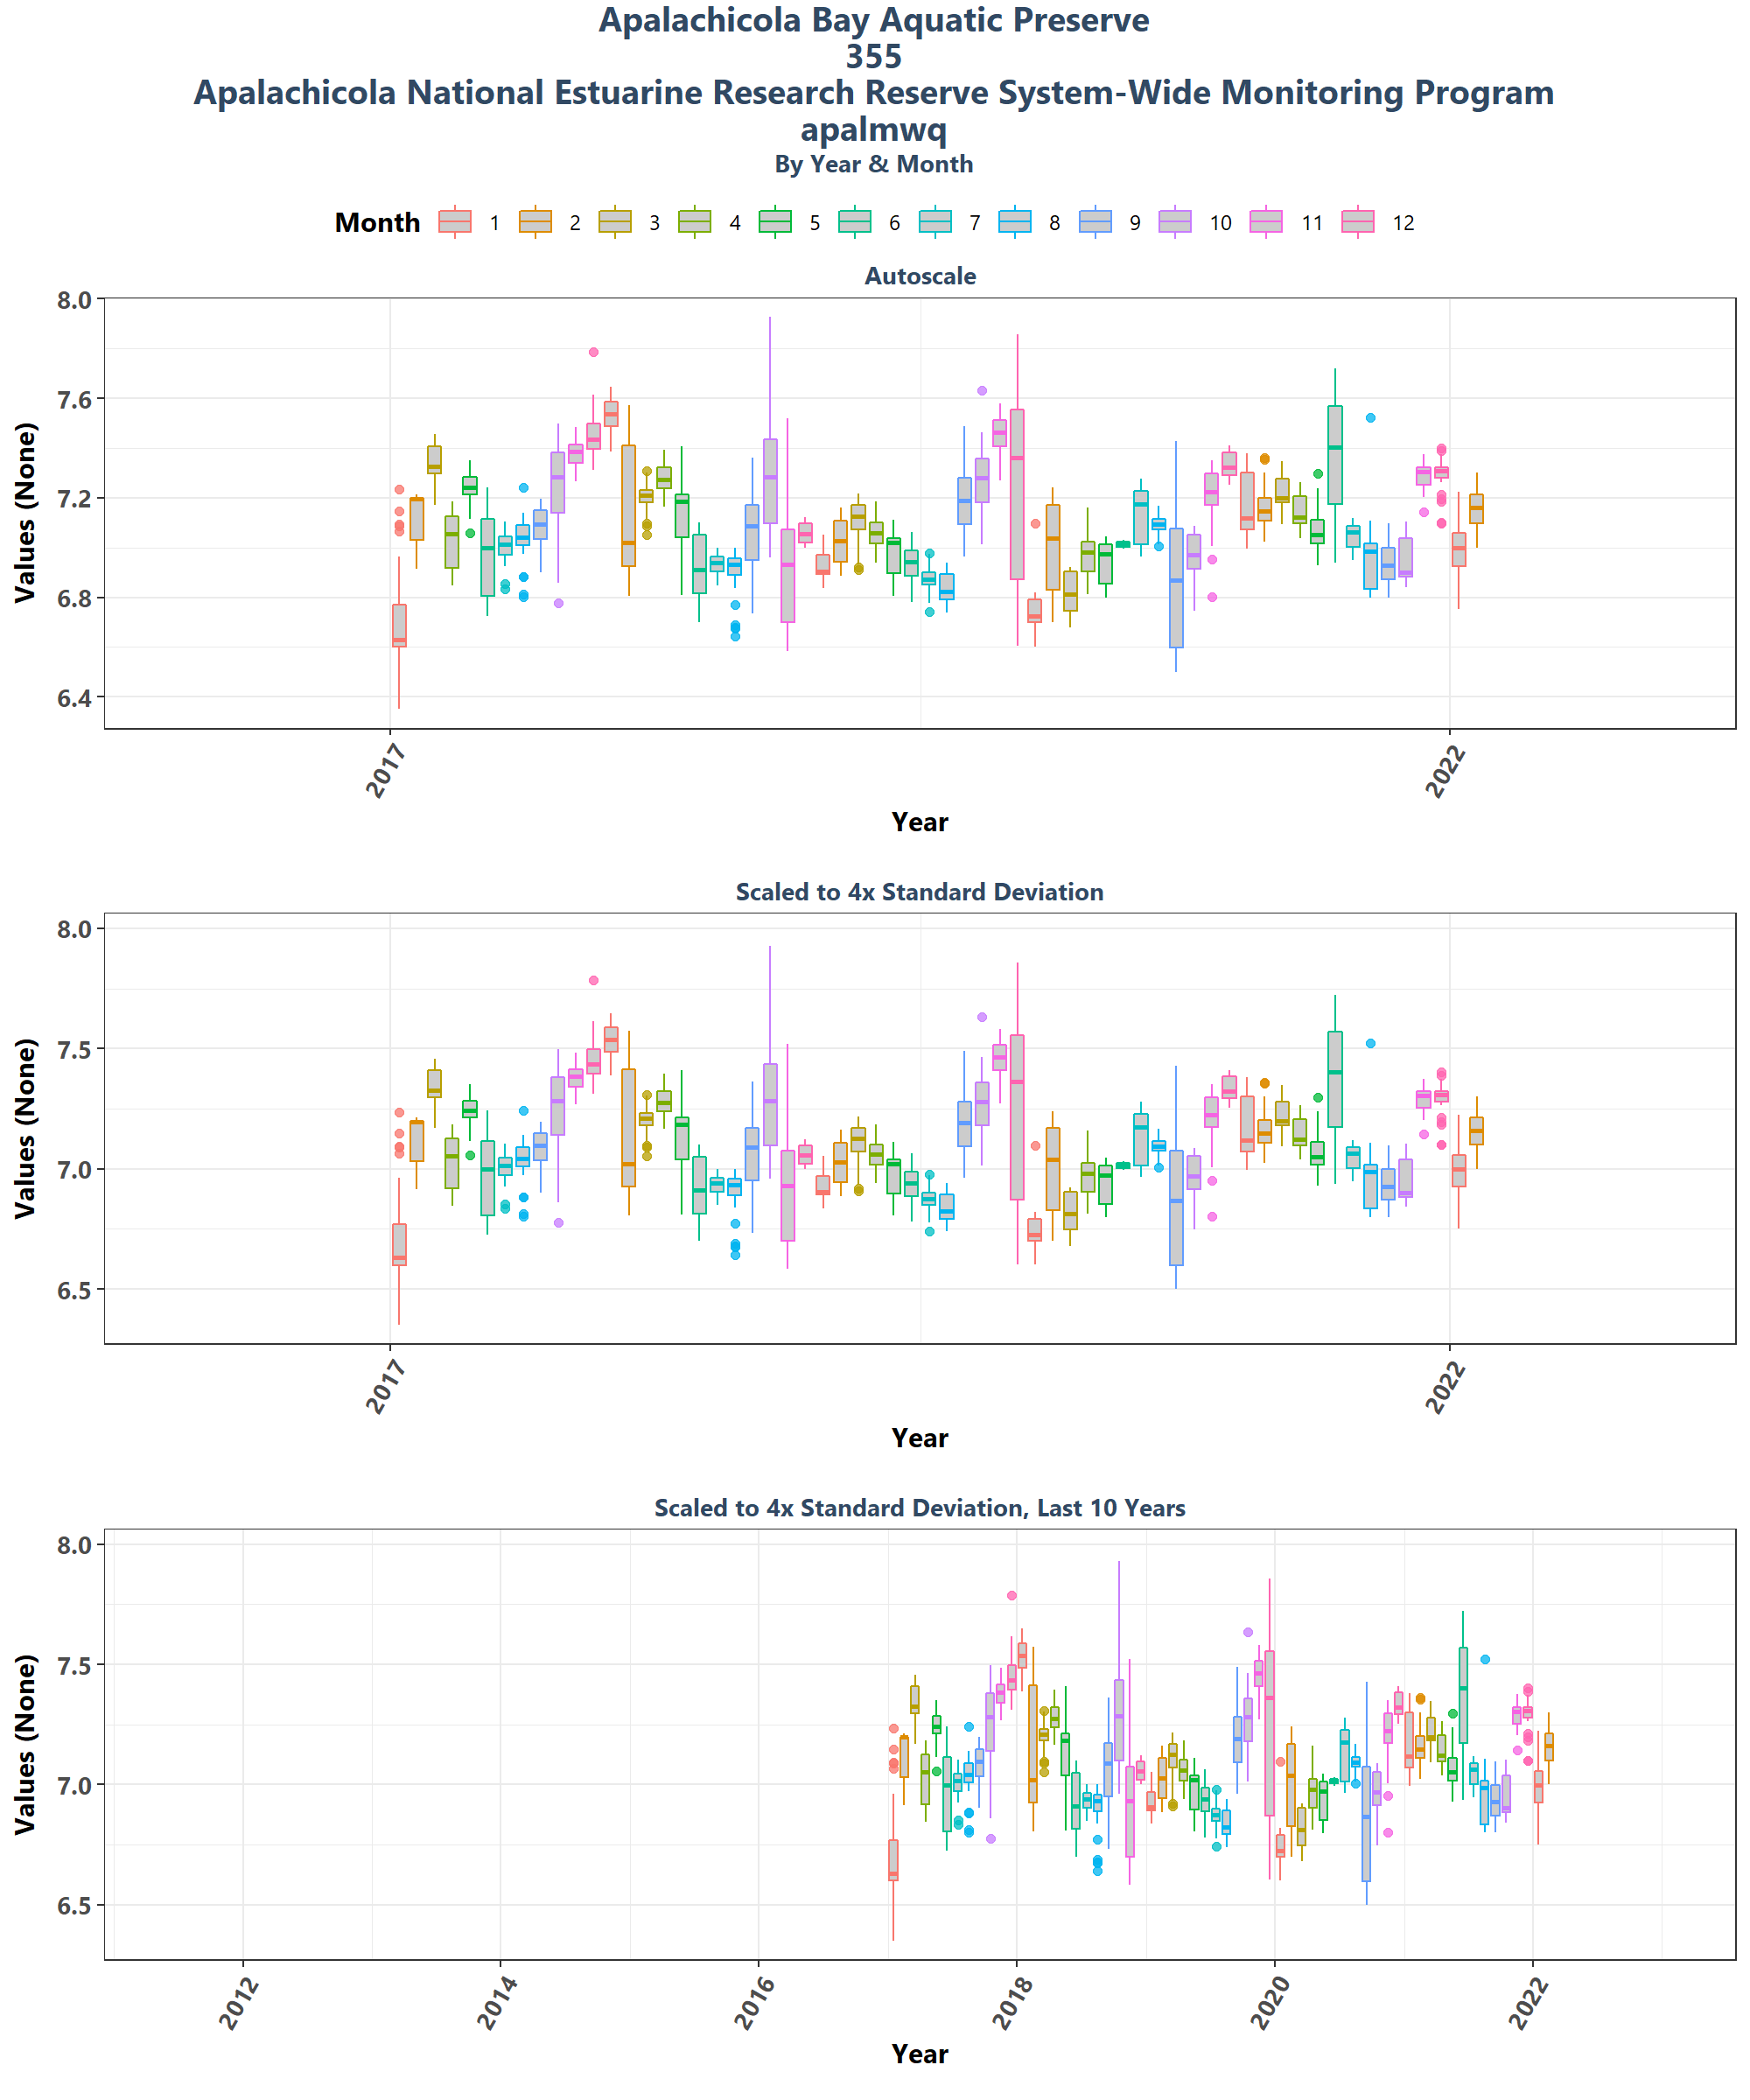 Apalachicola Bay Aquatic Preserve
355
Apalachicola National Estuarine Research Reserve System-Wide Monitoring Program
apalmwq
By Year & Month
Month 1 2 3 4 5 6 7 8 9 10 11 12
Autoscale
Values (None)
8.0
7.6
7.2
6.8
6.4
2017 2022
Year
Scaled to 4x Standard Deviation
Values (None)
8.0
7.5
7.0
6.5
2017 2022
Year
Scaled to 4x Standard Deviation, Last 10 Years
Values (None)
8.0
7.5
7.0
6.5
2012 2014 2016 2018 2020 2022
Year